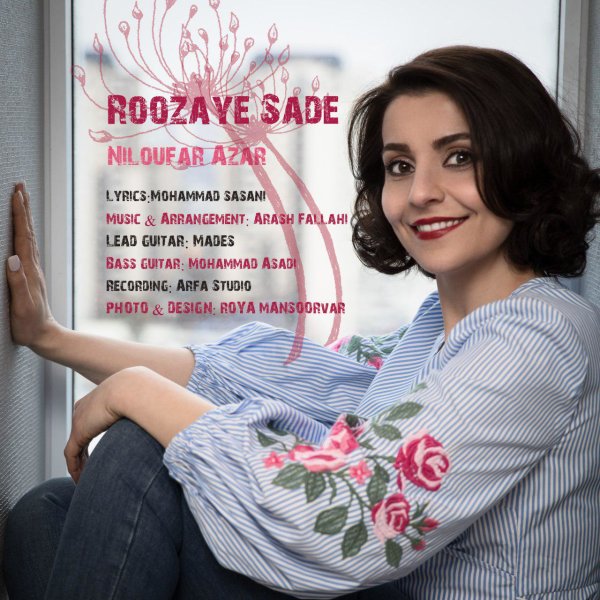 Roozaye Sade
Niloufar Azar
Lyrics:Mohammad Sasani
Music & Arrangement: Arash Fallahi
Lead guitar: Mades
Bass guitar: Mohammad Asadi
Recording: Arfa Studio
Photo & Design: Roya Mansoorvar